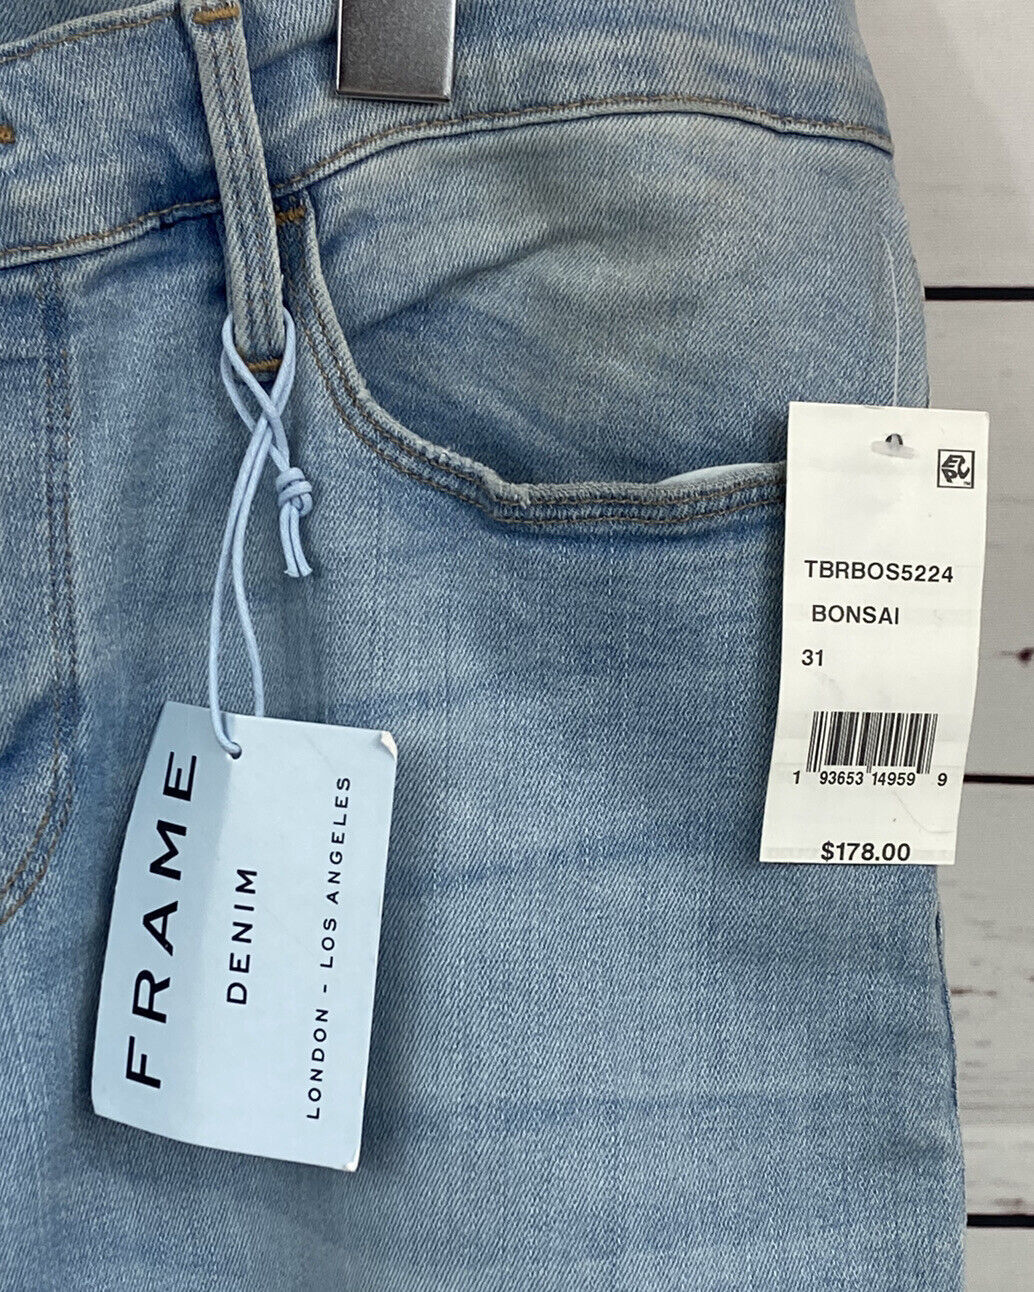 FRAME
DENIM
LONDON - LOS ANGELES
TBRBOS5224
BONSAI
31
1 93653 14959 9
$178.00